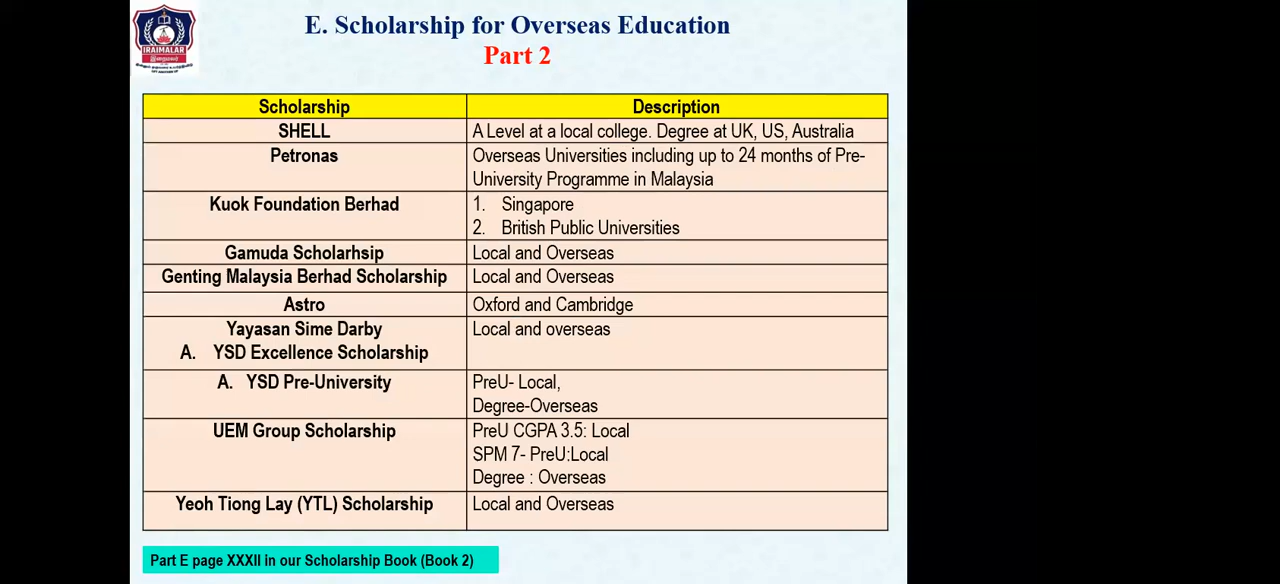 E. Scholarship for Overseas Education
Part 2
IRAIMALAR
இறைமலர்
Scholarship Description
SHELL A Level at a local college. Degree at UK, US, Australia
Petronas Overseas Universities including up to 24 months of Pre-
University Programme in Malaysia
Kuok Foundation Berhad 1. Singapore
2. British Public Universities
Gamuda Scholarhsip Local and Overseas
Genting Malaysia Berhad Scholarship Local and Overseas
Astro Oxford and Cambridge
Yayasan Sime Darby Local and overseas
A. YSD Excellence Scholarship
A. YSD Pre-University PreU- Local,
Degree-Overseas
UEM Group Scholarship PreU CGPA 3.5: Local
SPM 7- PreU:Local
Degree : Overseas
Yeoh Tiong Lay (YTL) Scholarship Local and Overseas
Part E page XXXII in our Scholarship Book (Book 2)